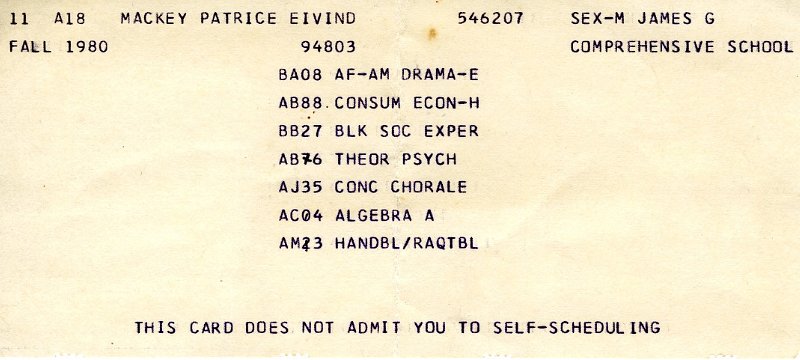 11 A18 MACKEY PATRICE EIVIND 546207 SEX-M JAMES G
FALL 1980 94803 COMPREHENSIVE SCHOOL
BA08 AF-AM DRAMA-E
AB88 CONSUM ECON-H
BB27 BLK SOC EXPER
AB76 THEOR PSYCH
AJ35 CONC CHORALE
AC04 ALGEBRA A
AM23 HANDBL/RAQTBL
THIS CARD DOES NOT ADMIT YOU TO SELF-SCHEDULING